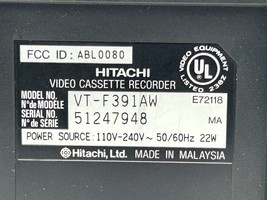 FCC ID: ABL0080
HITACHI
VIDEO CASSETTE RECORDER
VIDEO EQUIPMENT
UL
LISTED 238Z
MODEL NO. VT-F391AW E72118
N° de MODÈLE
SERIAL NO. 51247948 MA
N° de SÉRIE
POWER SOURCE: 110V-240V~ 50/60Hz 22W
Hitachi, Ltd. MADE IN MALAYSIA